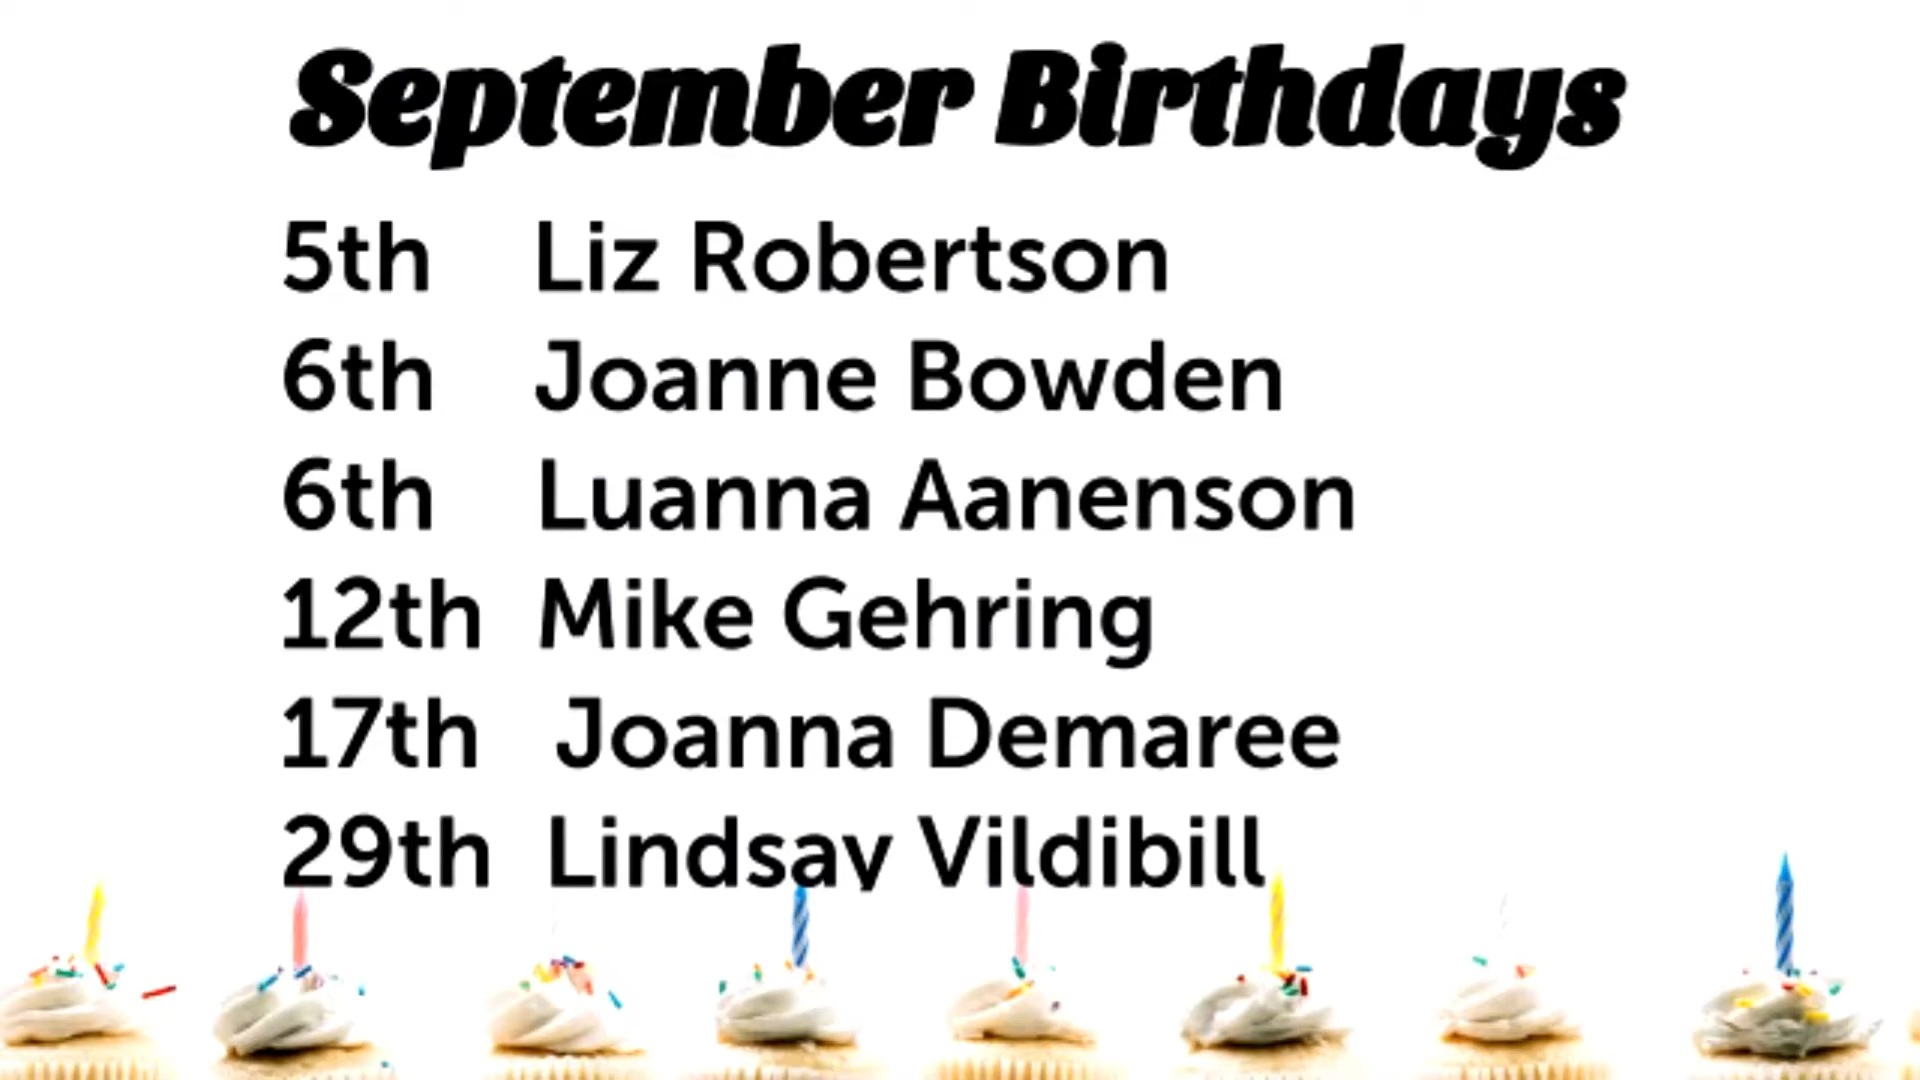 September Birthdays
5th Liz Robertson
6th Joanne Bowden
6th Luanna Aanenson
12th Mike Gehring
17th Joanna Demaree
29th Lindsay Vildibill